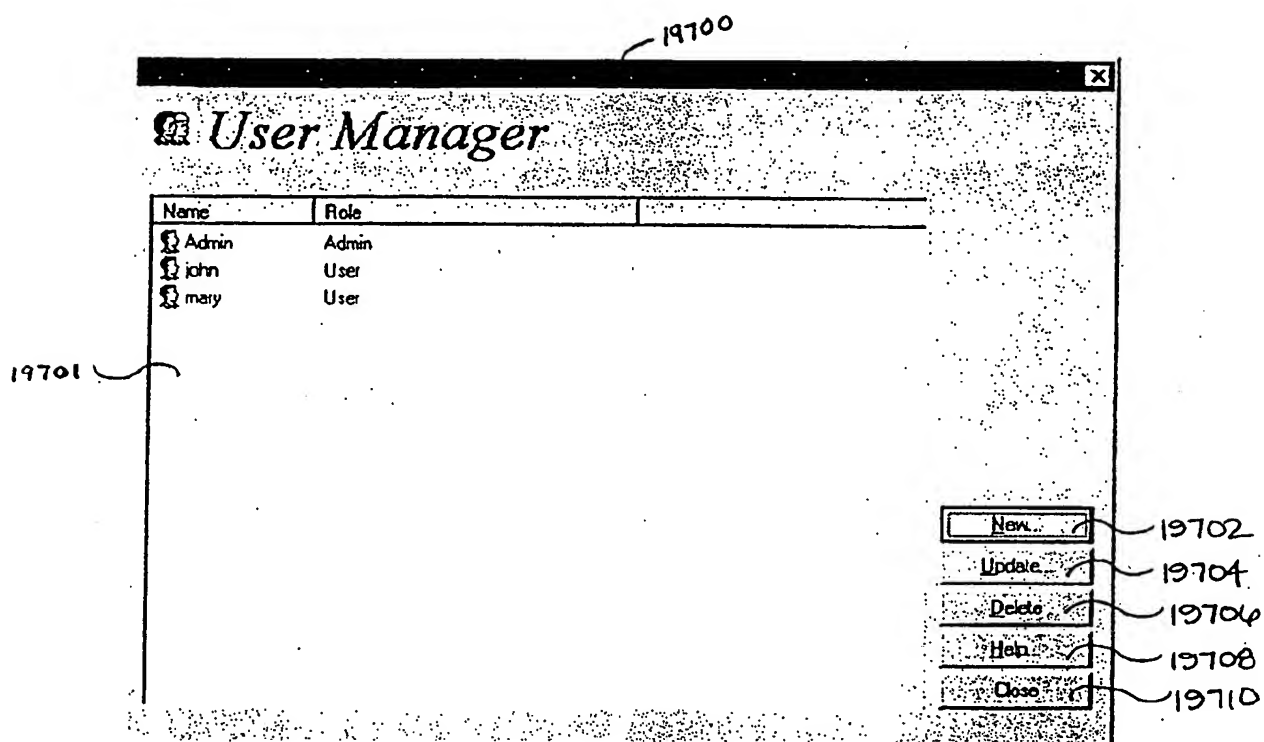 19700
User Manager
Name Role
Admin Admin
john User
mary User
19701
New... 19702
Update... 19704
Delete 19706
Help... 19708
Close 19710